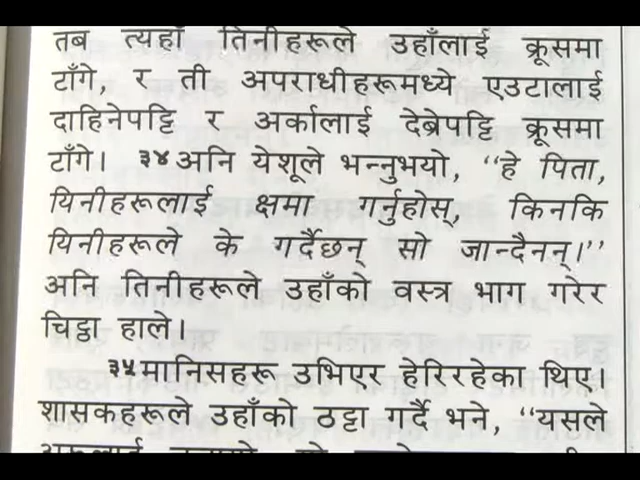 तब त्यहाँ तिनीहरूले उहाँलाई क्रूसमा
टाँगे, र ती अपराधीहरूमध्ये एउटालाई
दाहिनेपट्टि र अर्कालाई देब्रेपट्टि क्रूसमा
टाँगे। ३४अनि येशूले भन्नुभयो, “हे पिता,
यिनीहरूलाई क्षमा गर्नुहोस्, किनकि
यिनीहरूले के गर्दैछन् सो जान्दैनन्।”
अनि तिनीहरूले उहाँको वस्त्र भाग गरेर
चिट्ठा हाले।
३५मानिसहरू उभिएर हेरिरहेका थिए।
शासकहरूले उहाँको ठट्टा गर्दै भने, “यसले